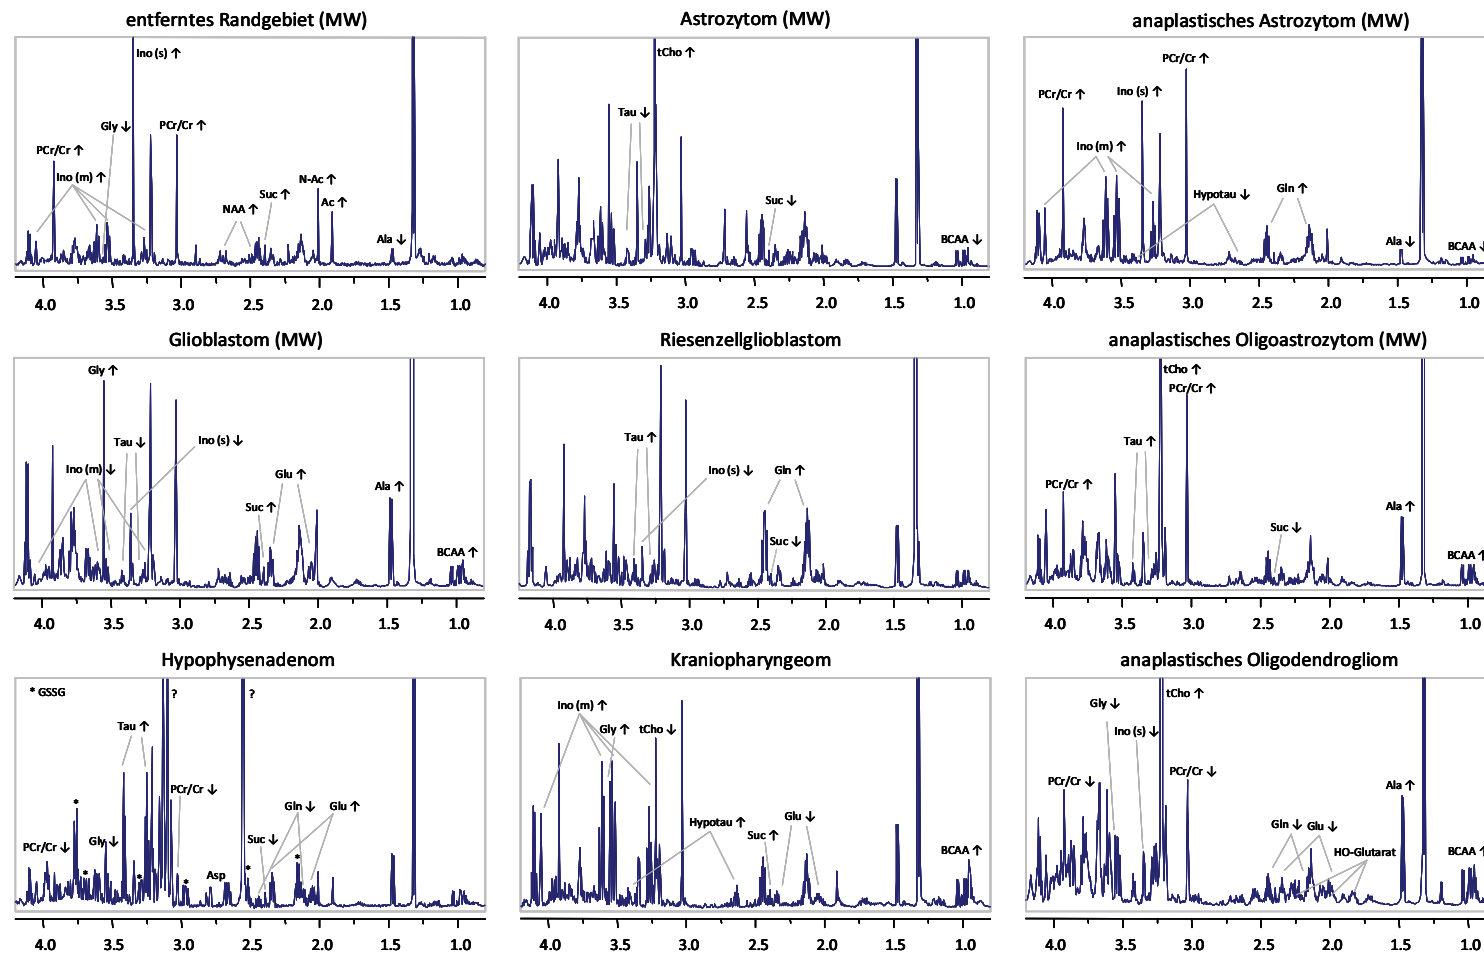 entferntes Randgebiet (MW)
Ino (s) ↑
Gly ↓
PCr/Cr ↑
PCr/Cr ↑
Ino (m) ↑
N-Ac ↑
Suc ↑
Ac ↑
NAA ↑
Ala ↓
4.0 3.5 3.0 2.5 2.0 1.5 1.0
Astrozytom (MW)
tCho ↑
Tau ↓
Suc ↓
BCAA ↓
4.0 3.5 3.0 2.5 2.0 1.5 1.0
anaplastisches Astrozytom (MW)
PCr/Cr ↑
PCr/Cr ↑
Ino (s) ↑
Ino (m) ↑
Hypotau ↓
Gln ↑
Ala ↓
BCAA ↓
4.0 3.5 3.0 2.5 2.0 1.5 1.0
Glioblastom (MW)
Gly ↑
Tau ↓
Ino (s) ↓
Ino (m) ↓
Glu ↑
Suc ↑
Ala ↑
BCAA ↑
4.0 3.5 3.0 2.5 2.0 1.5 1.0
Riesenzellglioblastom
Tau ↑
Ino (s) ↓
Gln ↑
Suc ↓
4.0 3.5 3.0 2.5 2.0 1.5 1.0
anaplastisches Oligoastrozytom (MW)
tCho ↑
PCr/Cr ↑
Tau ↑
PCr/Cr ↑
Suc ↓
Ala ↑
BCAA ↑
4.0 3.5 3.0 2.5 2.0 1.5 1.0
Hypophysenadenom
* GSSG
? ?
Tau ↑
PCr/Cr ↓
Gln ↓
Glu ↑
*
PCr/Cr ↓
Gly ↓
Suc ↓
*
*
*
*
Asp
*
4.0 3.5 3.0 2.5 2.0 1.5 1.0
Kraniopharyngeom
Ino (m) ↑
Gly ↑
tCho ↓
Hypotau ↑
Suc ↑
Glu ↓
BCAA ↑
4.0 3.5 3.0 2.5 2.0 1.5 1.0
anaplastisches Oligodendrogliom
tCho ↑
Gly ↓
Ino (s) ↓
PCr/Cr ↓
PCr/Cr ↓
Ala ↑
Gln ↓
Glu ↓
HO-Glutarat
BCAA ↑
4.0 3.5 3.0 2.5 2.0 1.5 1.0